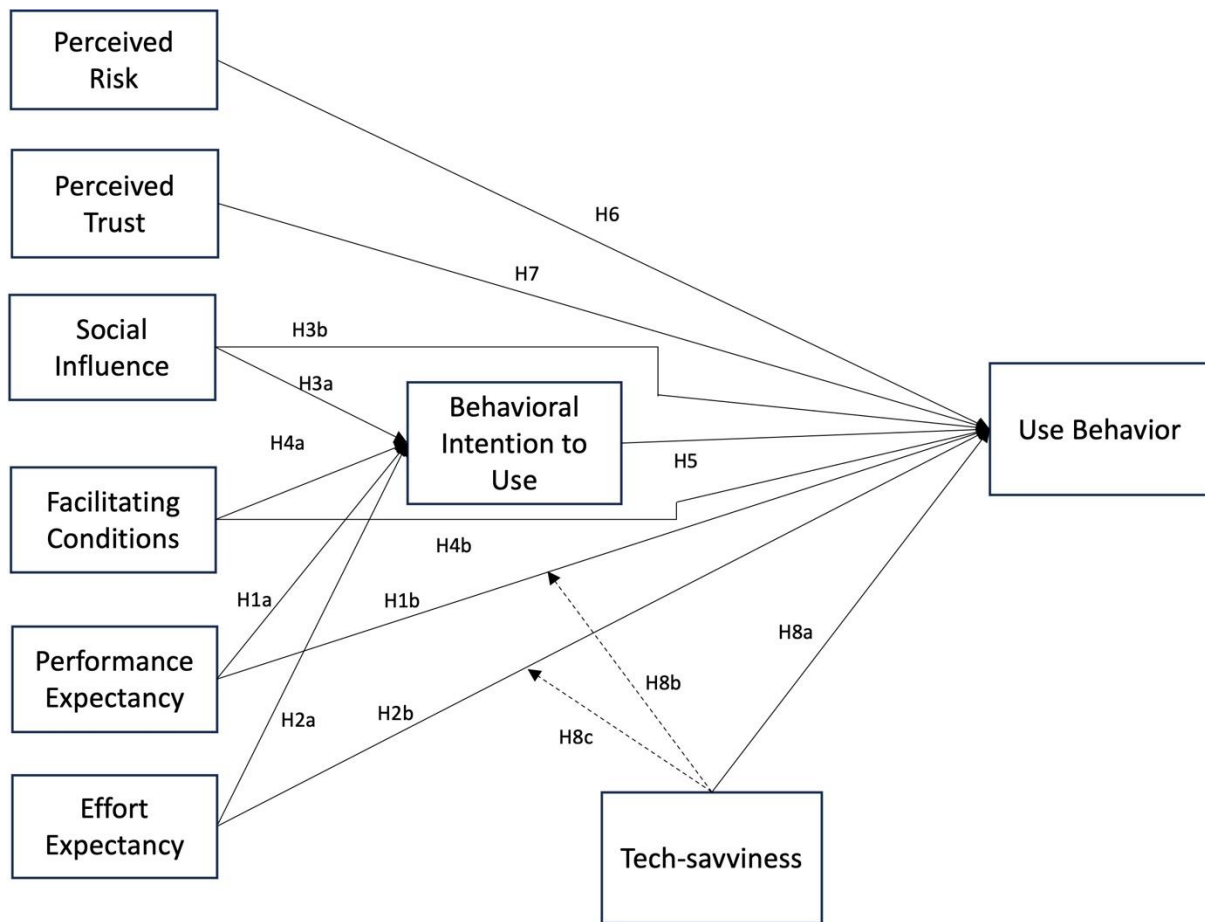 Perceived
Risk
H6
Perceived
Trust
H7
Social
Influence
H3b
H3a
Behavioral
Intention to
Use
Use Behavior
H4a
H5
Facilitating
Conditions
H4b
H1a
H1b
H8a
Performance
Expectancy
H8b
H2a
H2b
H8c
Effort
Expectancy
Tech-savviness